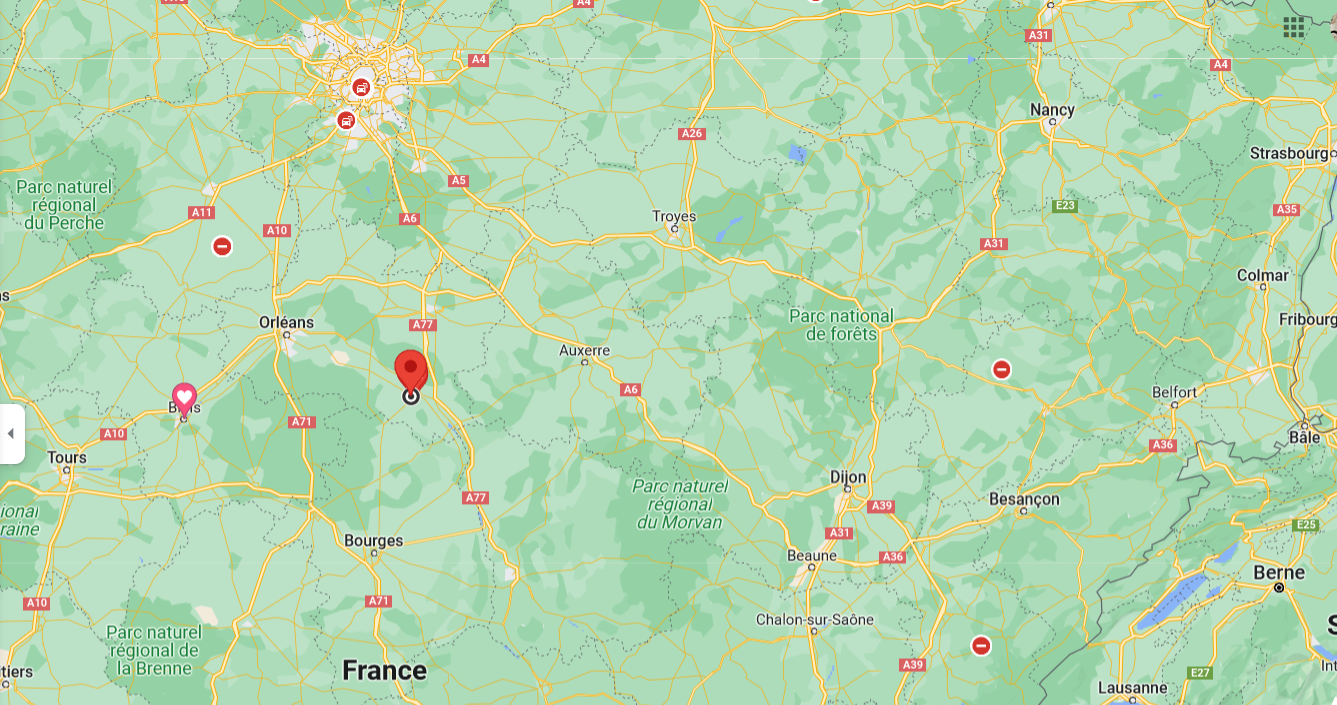 A4
A31
A4
A4
Nancy
A26
Strasbourg
A5
Parc naturel
régional
du Perche
E23
A35
A11
A6
Troyes
A10
A31
Colmar
Parc national
de forêts
Fribourg
Orléans
A77
Auxerre
A6
Belfort
A10
A71
Bâle
A36
Tours
Dijon
Parc naturel
régional
du Morvan
A77
Besançon
A39
ional
raine
E25
A31
Bourges
Beaune
A36
Berne
A10
A71
Chalon-sur-Saône
Parc naturel
régional de
la Brenne
France
A39
tiers
E27
Lausanne
Int